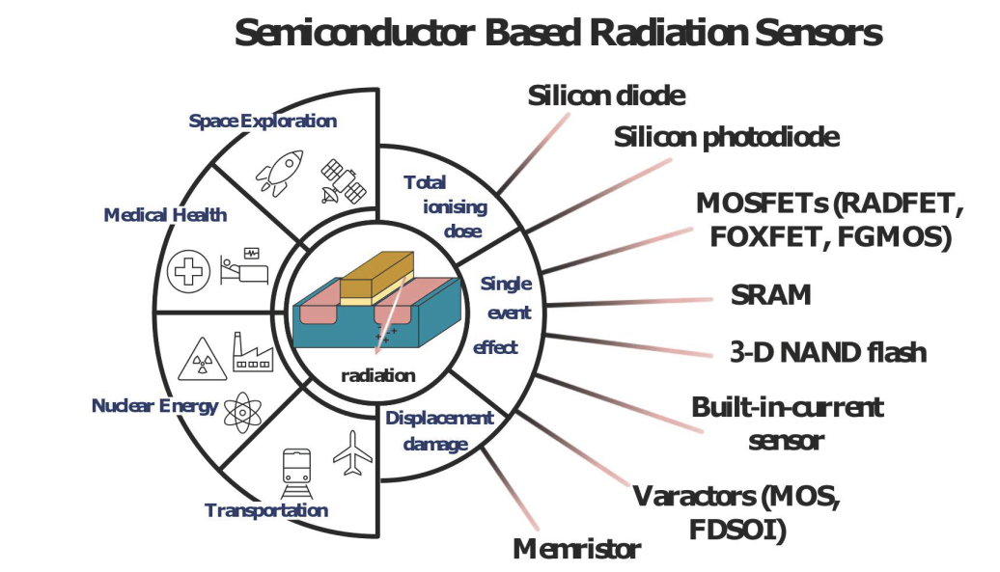 Semiconductor Based Radiation Sensors
Space Exploration
Medical Health
Nuclear Energy
Transportation
Total
ionising
dose
Single
event
effect
Displacement
damage
radiation
+ +
+ +
+
Silicon diode
Silicon photodiode
MOSFETs (RADFET,
FOXFET, FGMOS)
SRAM
3-D NAND flash
Built-in-current
sensor
Varactors (MOS,
FDSOI)
Memristor